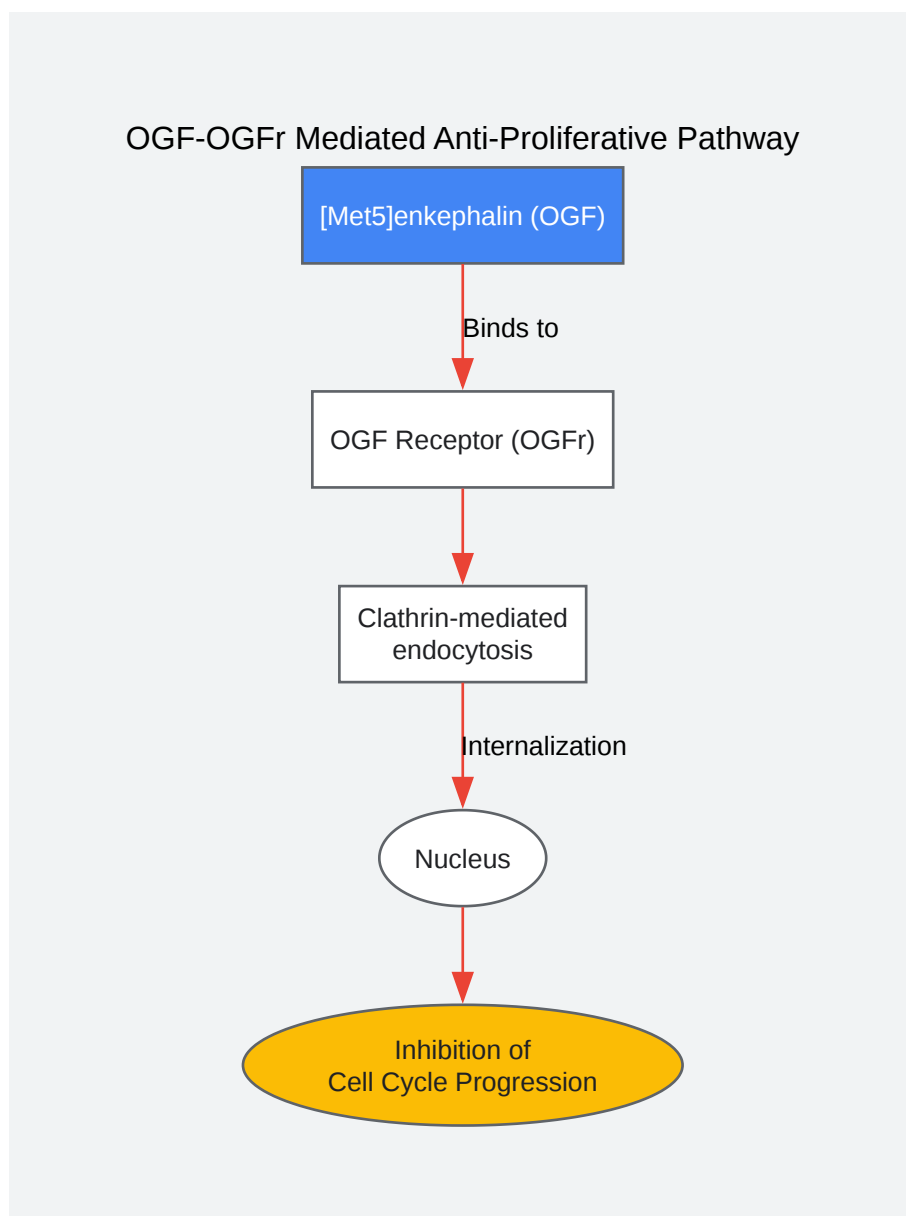 OGF-OGFr Mediated Anti-Proliferative Pathway
[Met5]enkephalin (OGF)
Binds to
OGF Receptor (OGFr)
Clathrin-mediated
endocytosis
Internalization
Nucleus
Inhibition of
Cell Cycle Progression